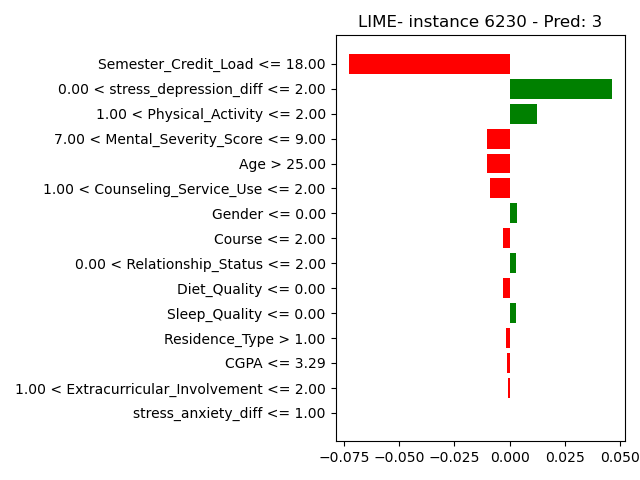 LIME- instance 6230 - Pred: 3
Semester_Credit_Load <= 18.00
0.00 < stress_depression_diff <= 2.00
1.00 < Physical_Activity <= 2.00
7.00 < Mental_Severity_Score <= 9.00
Age > 25.00
1.00 < Counseling_Service_Use <= 2.00
Gender <= 0.00
Course <= 2.00
0.00 < Relationship_Status <= 2.00
Diet_Quality <= 0.00
Sleep_Quality <= 0.00
Residence_Type > 1.00
CGPA <= 3.29
1.00 < Extracurricular_Involvement <= 2.00
stress_anxiety_diff <= 1.00
−0.075 −0.050 −0.025 0.000 0.025 0.050